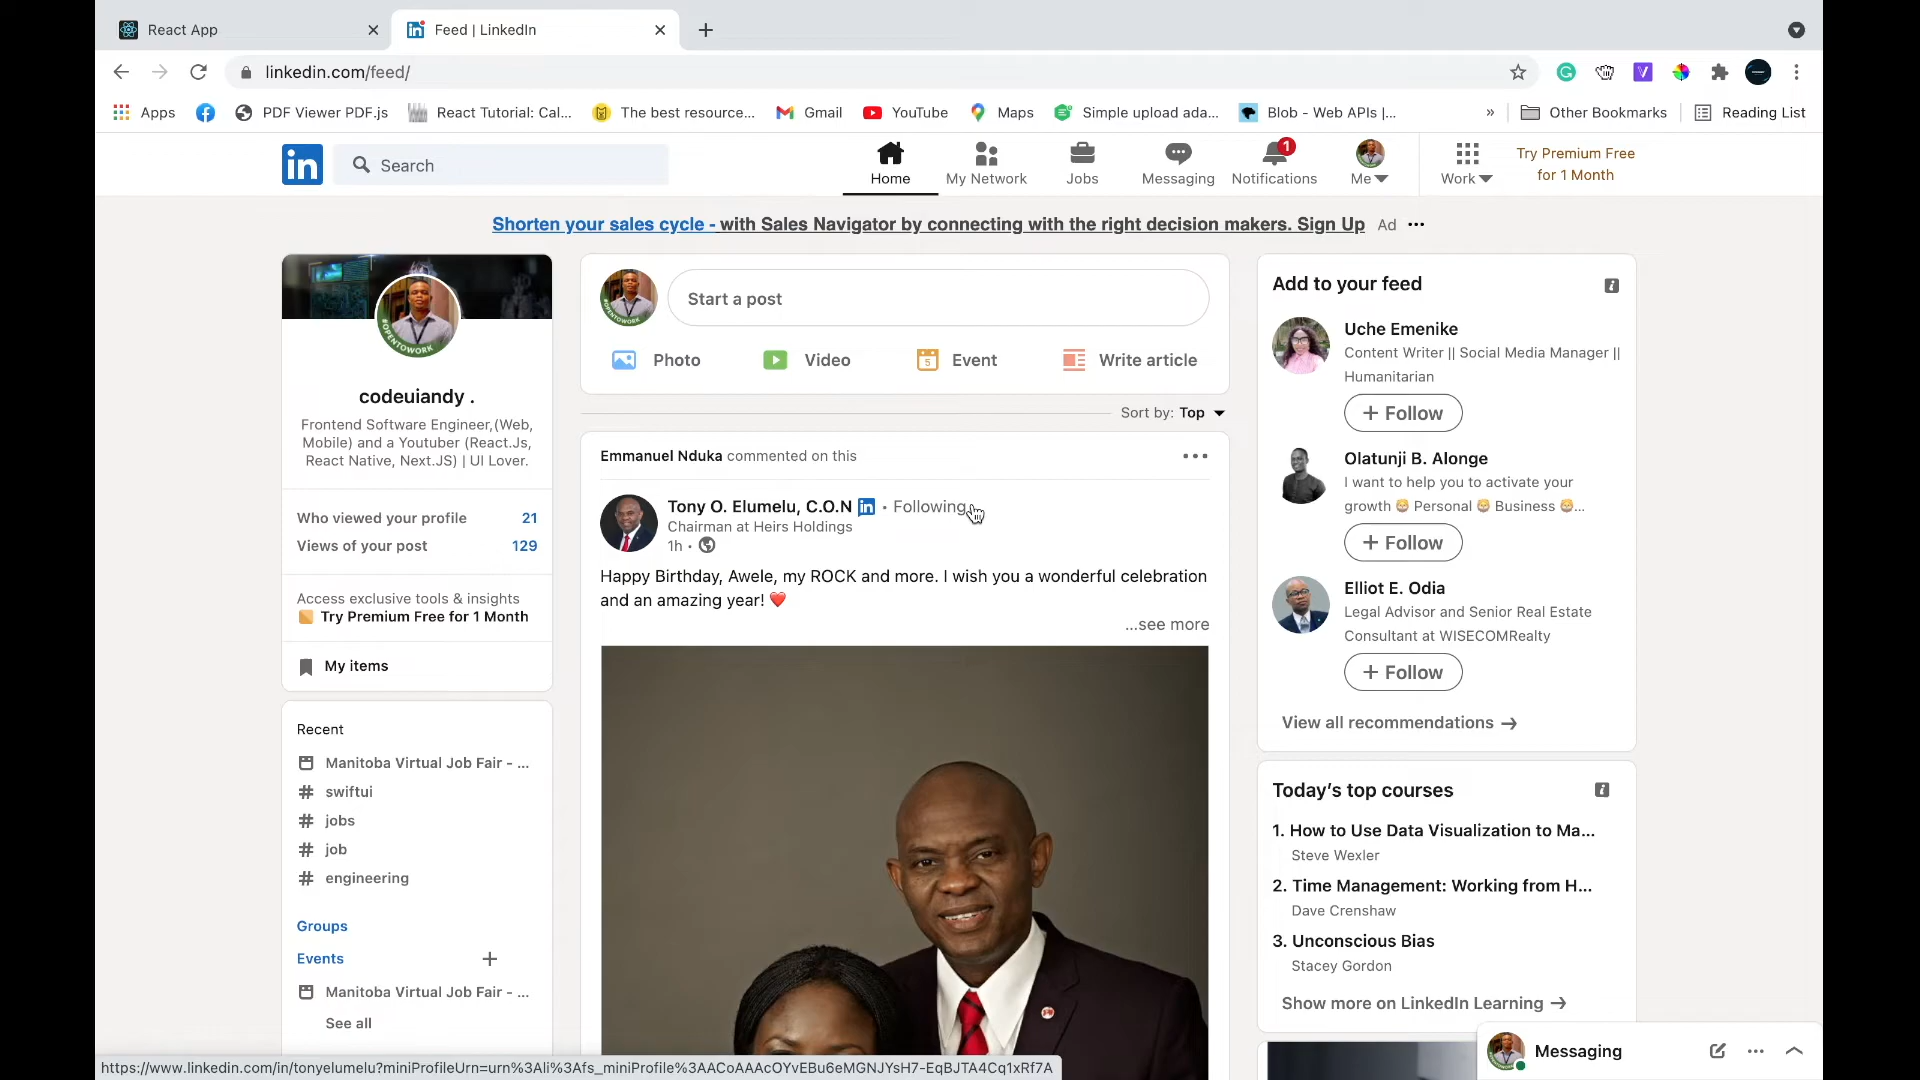 React App
Feed | LinkedIn
linkedin.com/feed/
Apps
PDF Viewer PDF.js
React Tutorial: Cal...
The best resource...
Gmail
YouTube
Maps
Simple upload ada...
Blob - Web APIs |...
»
Other Bookmarks
Reading List
in
Search
Home
My Network
Jobs
Messaging
1
Notifications
Me
Work
Try Premium Free
for 1 Month
Shorten your sales cycle - with Sales Navigator by connecting with the right decision makers. Sign Up Ad
#OPENTOWORK
codeuiandy .
Frontend Software Engineer,(Web,
Mobile) and a Youtuber (React.Js,
React Native, Next.JS) | UI Lover.
Who viewed your profile 21
Views of your post 129
Access exclusive tools & insights
Try Premium Free for 1 Month
My items
Recent
Manitoba Virtual Job Fair - ...
# swiftui
# jobs
# job
# engineering
Groups
Events +
Manitoba Virtual Job Fair - ...
See all
#OPENTOWORK
Start a post
Photo
Video
5
Event
Write article
Sort by: Top
Emmanuel Nduka commented on this
Tony O. Elumelu, C.O.N in • Following
Chairman at Heirs Holdings
1h •
Happy Birthday, Awele, my ROCK and more. I wish you a wonderful celebration
and an amazing year! ❤️
...see more
Add to your feed
Uche Emenike
Content Writer || Social Media Manager ||
Humanitarian
+ Follow
Olatunji B. Alonge
I want to help you to activate your
growth 🦁 Personal 🦁 Business 🦁...
+ Follow
Elliot E. Odia
Legal Advisor and Senior Real Estate
Consultant at WISECOMRealty
+ Follow
View all recommendations →
Today's top courses
1. How to Use Data Visualization to Ma...
Steve Wexler
2. Time Management: Working from H...
Dave Crenshaw
3. Unconscious Bias
Stacey Gordon
Show more on LinkedIn Learning →
Messaging
https://www.linkedin.com/in/tonyelumelu?miniProfileUrn=urn%3Ali%3Afs_miniProfile%3AACoAAAcOYvEBu6eMGNJYsH7-EqBJTA4Cq1xRf7A